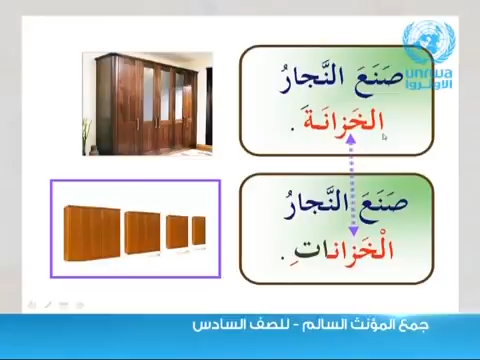 unrwa
الأونروا
صَنَعَ النَّجارُ
الخَزانَةَ .
صَنَعَ النَّجارُ
الْخَزاناتِ .
جمع المؤنث السالم - للصف السادس